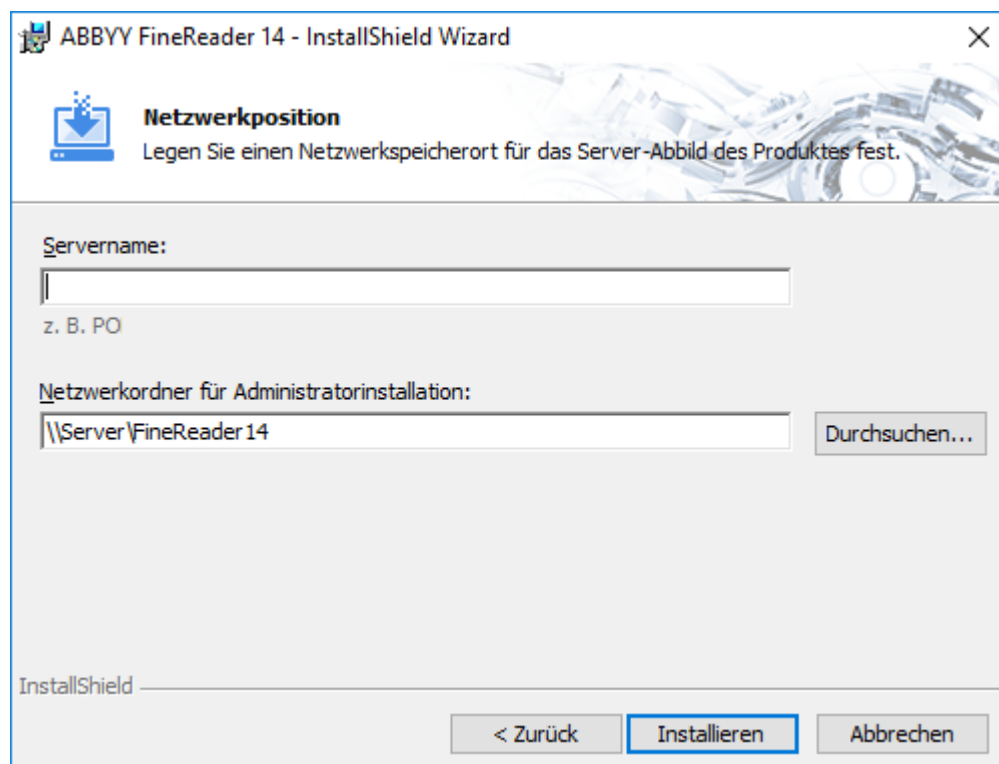 ABBYY FineReader 14 - InstallShield Wizard
Netzwerkposition
Legen Sie einen Netzwerkspeicherort für das Server-Abbild des Produktes fest.
Servername:
z. B. PO
Netzwerkordner für Administratorinstallation:
\\Server\FineReader14
Durchsuchen...
InstallShield
< Zurück
Installieren
Abbrechen